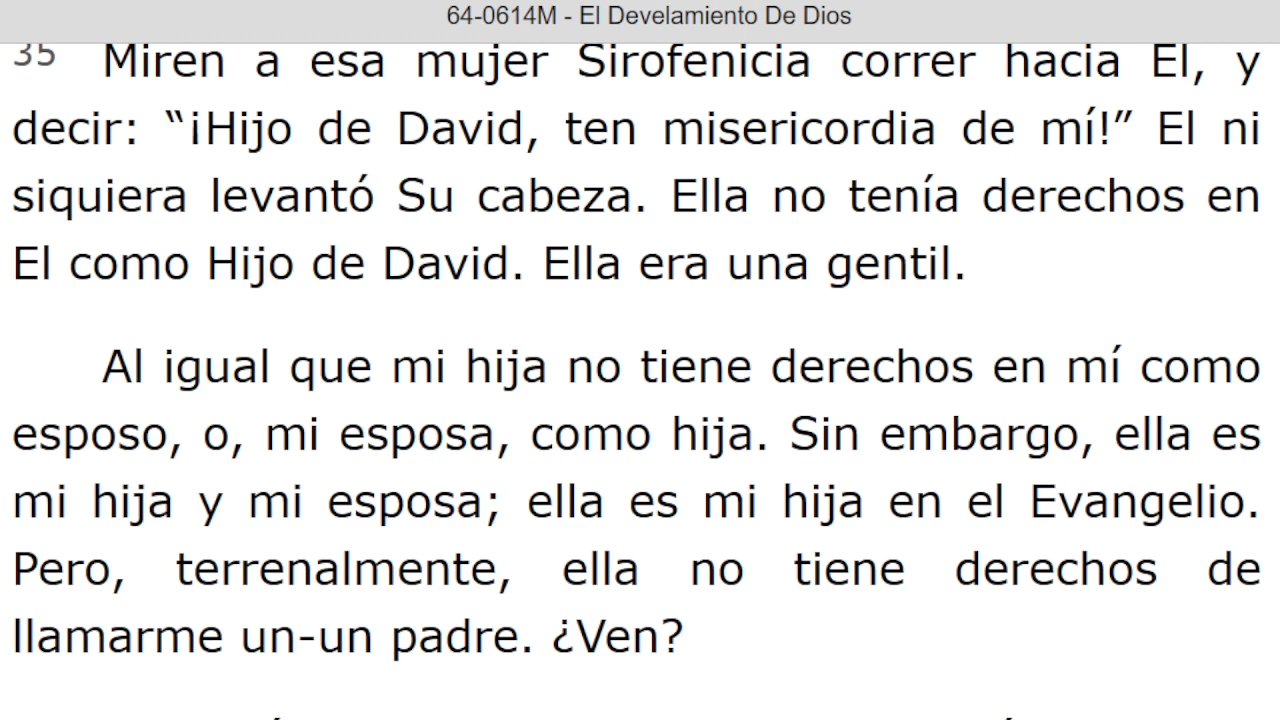 64-0614M - El Develamiento De Dios
35 Miren a esa mujer Sirofenicia correr hacia El, y
decir: “¡Hijo de David, ten misericordia de mí!” El ni
siquiera levantó Su cabeza. Ella no tenía derechos en
El como Hijo de David. Ella era una gentil.
Al igual que mi hija no tiene derechos en mí como
esposo, o, mi esposa, como hija. Sin embargo, ella es
mi hija y mi esposa; ella es mi hija en el Evangelio.
Pero, terrenalmente, ella no tiene derechos de
llamarme un-un padre. ¿Ven?